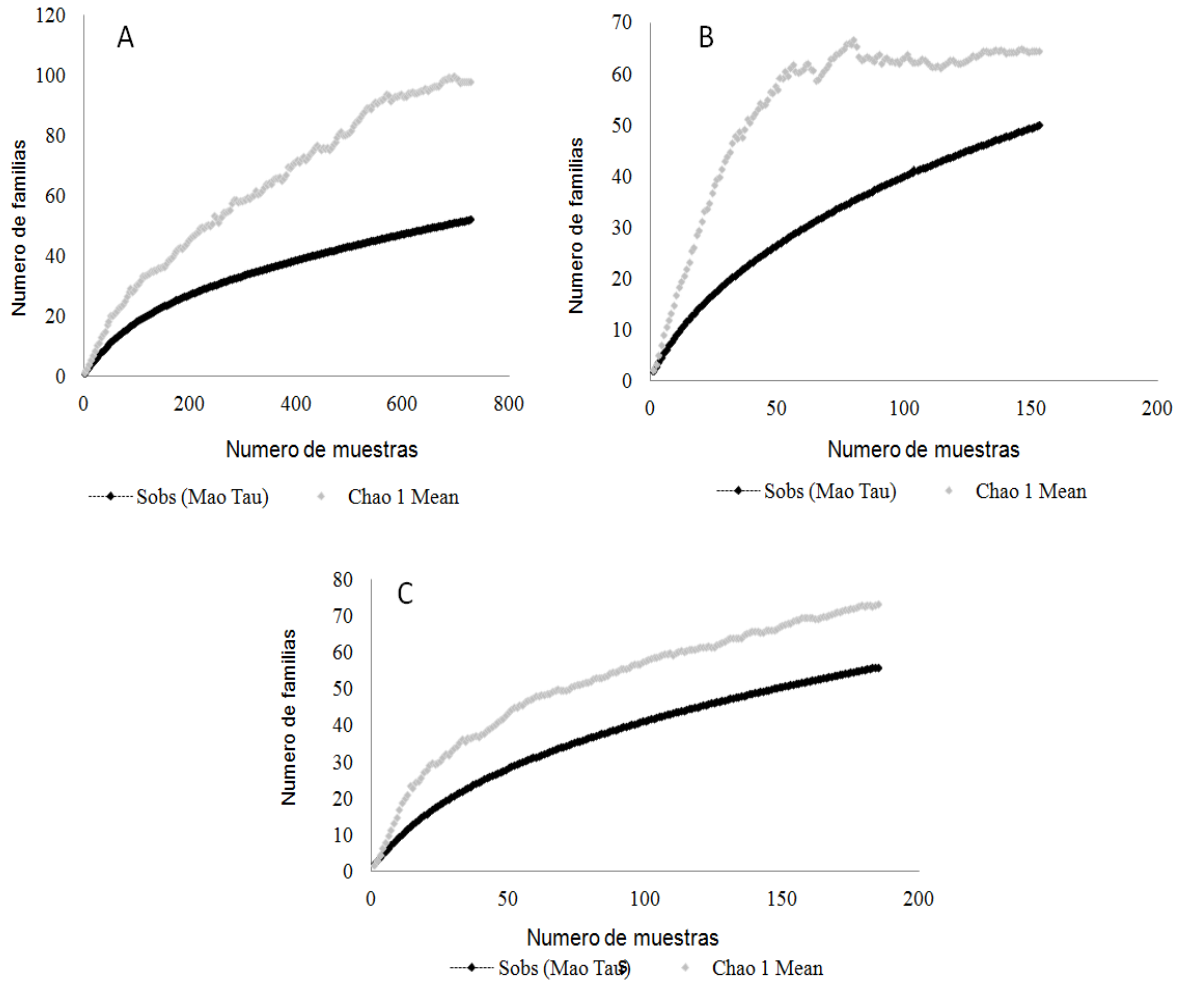 A
120
100
80
60
40
20
0
0 200 400 600 800
Numero de familias
Numero de muestras
Sobs (Mao Tau) Chao 1 Mean
B
70
60
50
40
30
20
10
0
0 50 100 150 200
Numero de familias
Numero de muestras
Sobs (Mao Tau) Chao 1 Mean
C
80
70
60
50
40
30
20
10
0
0 50 100 150 200
Numero de familias
Numero de muestras
s
Sobs (Mao Tau) Chao 1 Mean